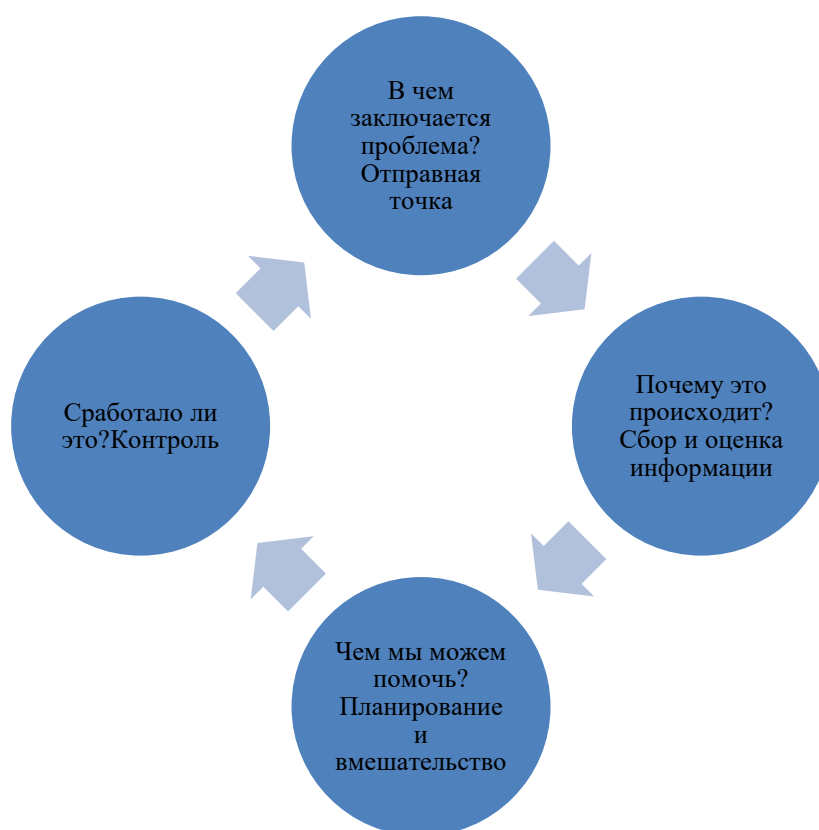 В чем
заключается
проблема?
Отправная
точка
Почему это
происходит?
Сбор и оценка
информации
Чем мы можем
помочь?
Планирование
и
вмешательство
Сработало ли
это?Контроль